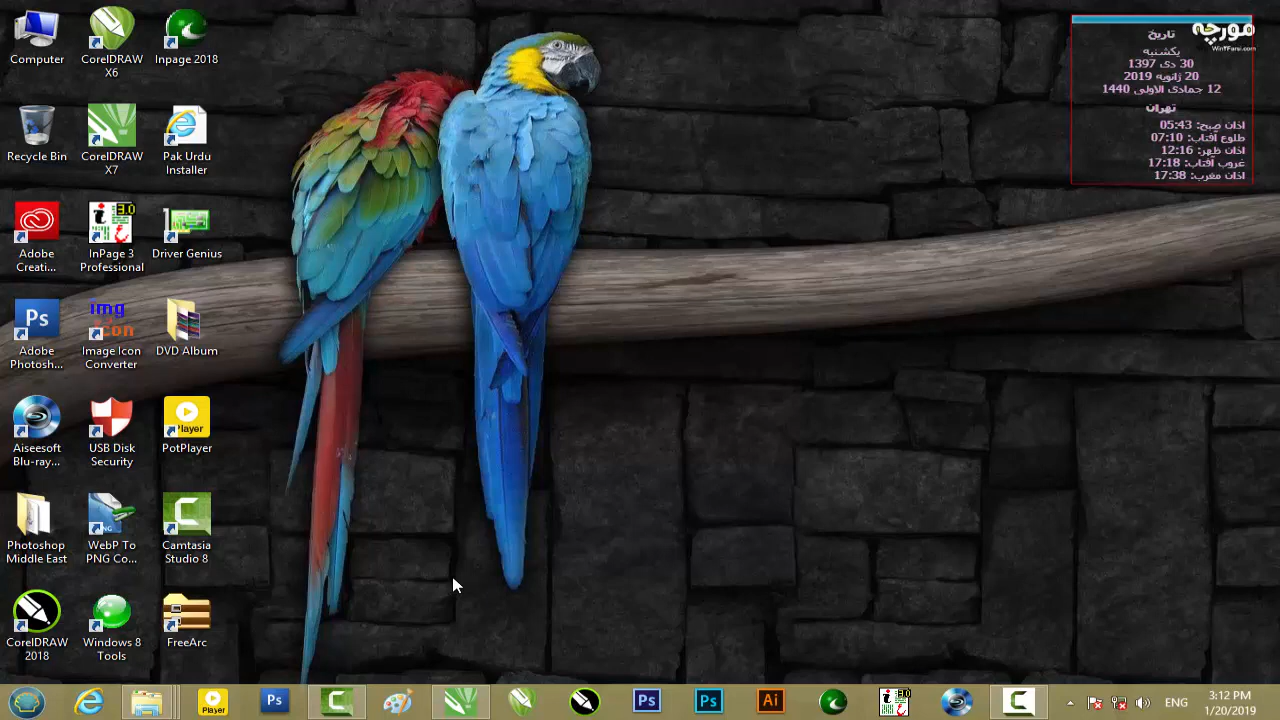 Computer
CorelDRAW X6
Inpage 2018
Recycle Bin
CorelDRAW X7
Pak Urdu Installer
Adobe Creati...
InPage 3 Professional
Driver Genius
Adobe Photosh...
Image Icon Converter
DVD Album
Aiseesoft Blu-ray...
USB Disk Security
PotPlayer
Photoshop Middle East
WebP To PNG Co...
Camtasia Studio 8
CorelDRAW 2018
Windows 8 Tools
FreeArc
مورچه
Win2Farsi.com
تاریخ
یکشنبه
30 دی 1397
20 ژانویه 2019
12 جمادی الاولی 1440
تهران
اذان صبح: 05:43
طلوع آفتاب: 07:10
اذان ظهر: 12:16
غروب آفتاب: 17:18
اذان مغرب: 17:38
ENG
3:12 PM
1/20/2019